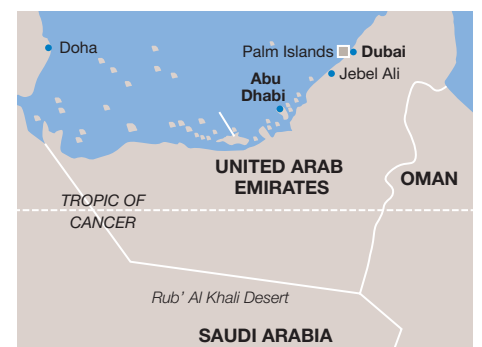 Doha
Palm Islands
Dubai
Jebel Ali
Abu
Dhabi
UNITED ARAB
EMIRATES
OMAN
TROPIC OF
CANCER
Rub’ Al Khali Desert
SAUDI ARABIA